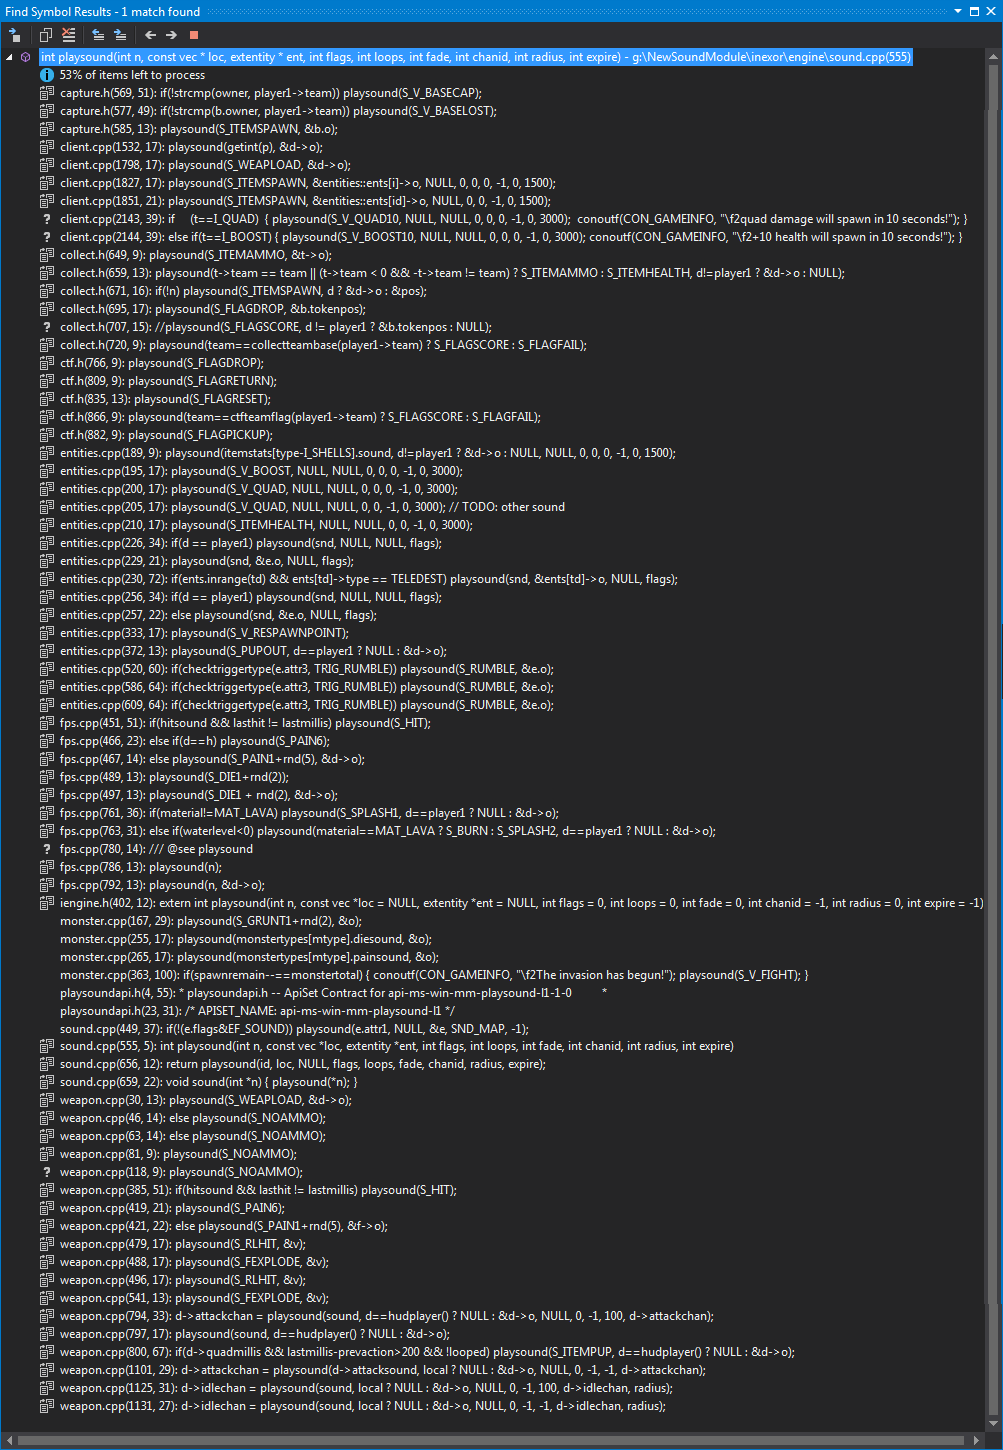 Find Symbol Results - 1 match found
int playsound(int n, const vec * loc, extentity * ent, int flags, int loops, int fade, int chanid, int radius, int expire) - g:\NewSoundModule\inexor\engine\sound.cpp(555)
53% of items left to process
capture.h(569, 51): if(!strcmp(owner, player1->team)) playsound(S_V_BASECAP);
capture.h(577, 49): if(!strcmp(b.owner, player1->team)) playsound(S_V_BASELOST);
capture.h(585, 13): playsound(S_ITEMSPAWN, &b.o);
client.cpp(1532, 17): playsound(getint(p), &d->o);
client.cpp(1798, 17): playsound(S_WEAPLOAD, &d->o);
client.cpp(1827, 17): playsound(S_ITEMSPAWN, &entities::ents[i]->o, NULL, 0, 0, 0, -1, 0, 1500);
client.cpp(1851, 21): playsound(S_ITEMSPAWN, &entities::ents[id]->o, NULL, 0, 0, -1, 0, 1500);
? client.cpp(2143, 39): if     (t==I_QUAD)  { playsound(S_V_QUAD10, NULL, NULL, 0, 0, 0, -1, 0, 3000);  conoutf(CON_GAMEINFO, "\f2quad damage will spawn in 10 seconds!"); }
? client.cpp(2144, 39): else if(t==I_BOOST) { playsound(S_V_BOOST10, NULL, NULL, 0, 0, 0, -1, 0, 3000); conoutf(CON_GAMEINFO, "\f2+10 health will spawn in 10 seconds!"); }
collect.h(649, 9): playsound(S_ITEMAMMO, &t->o);
collect.h(659, 13): playsound(t->team == team || (t->team < 0 && -t->team != team) ? S_ITEMAMMO : S_ITEMHEALTH, d!=player1 ? &d->o : NULL);
collect.h(671, 16): if(!n) playsound(S_ITEMSPAWN, d ? &d->o : &pos);
collect.h(695, 17): playsound(S_FLAGDROP, &b.tokenpos);
? collect.h(707, 15): //playsound(S_FLAGSCORE, d != player1 ? &b.tokenpos : NULL);
collect.h(720, 9): playsound(team==collectteambase(player1->team) ? S_FLAGSCORE : S_FLAGFAIL);
ctf.h(766, 9): playsound(S_FLAGDROP);
ctf.h(809, 9): playsound(S_FLAGRETURN);
ctf.h(835, 13): playsound(S_FLAGRESET);
ctf.h(866, 9): playsound(team==ctfteamflag(player1->team) ? S_FLAGSCORE : S_FLAGFAIL);
ctf.h(882, 9): playsound(S_FLAGPICKUP);
entities.cpp(189, 9): playsound(itemstats[type-I_SHELLS].sound, d!=player1 ? &d->o : NULL, NULL, 0, 0, 0, -1, 0, 1500);
entities.cpp(195, 17): playsound(S_V_BOOST, NULL, NULL, 0, 0, 0, -1, 0, 3000);
entities.cpp(200, 17): playsound(S_V_QUAD, NULL, NULL, 0, 0, 0, -1, 0, 3000);
entities.cpp(205, 17): playsound(S_V_QUAD, NULL, NULL, 0, 0, -1, 0, 3000); // TODO: other sound
entities.cpp(210, 17): playsound(S_ITEMHEALTH, NULL, NULL, 0, 0, -1, 0, 3000);
entities.cpp(226, 34): if(d == player1) playsound(snd, NULL, NULL, flags);
entities.cpp(229, 21): playsound(snd, &e.o, NULL, flags);
entities.cpp(230, 72): if(ents.inrange(td) && ents[td]->type == TELEDEST) playsound(snd, &ents[td]->o, NULL, flags);
entities.cpp(256, 34): if(d == player1) playsound(snd, NULL, NULL, flags);
entities.cpp(257, 22): else playsound(snd, &e.o, NULL, flags);
entities.cpp(333, 17): playsound(S_V_RESPAWNPOINT);
entities.cpp(372, 13): playsound(S_PUPOUT, d==player1 ? NULL : &d->o);
entities.cpp(520, 60): if(checktriggertype(e.attr3, TRIG_RUMBLE)) playsound(S_RUMBLE, &e.o);
entities.cpp(586, 64): if(checktriggertype(e.attr3, TRIG_RUMBLE)) playsound(S_RUMBLE, &e.o);
entities.cpp(609, 64): if(checktriggertype(e.attr3, TRIG_RUMBLE)) playsound(S_RUMBLE, &e.o);
fps.cpp(451, 51): if(hitsound && lasthit != lastmillis) playsound(S_HIT);
fps.cpp(466, 23): else if(d==h) playsound(S_PAIN6);
fps.cpp(467, 14): else playsound(S_PAIN1+rnd(5), &d->o);
fps.cpp(489, 13): playsound(S_DIE1+rnd(2));
fps.cpp(497, 13): playsound(S_DIE1 + rnd(2), &d->o);
fps.cpp(761, 36): if(material!=MAT_LAVA) playsound(S_SPLASH1, d==player1 ? NULL : &d->o);
fps.cpp(763, 31): else if(waterlevel<0) playsound(material==MAT_LAVA ? S_BURN : S_SPLASH2, d==player1 ? NULL : &d->o);
? fps.cpp(780, 14): /// @see playsound
fps.cpp(786, 13): playsound(n);
fps.cpp(792, 13): playsound(n, &d->o);
iengine.h(402, 12): extern int playsound(int n, const vec *loc = NULL, extentity *ent = NULL, int flags = 0, int loops = 0, int fade = 0, int chanid = -1, int radius = 0, int expire = -1)
monster.cpp(167, 29): playsound(S_GRUNT1+rnd(2), &o);
monster.cpp(255, 17): playsound(monstertypes[mtype].diesound, &o);
monster.cpp(265, 17): playsound(monstertypes[mtype].painsound, &o);
monster.cpp(363, 100): if(spawnremain--==monstertotal) { conoutf(CON_GAMEINFO, "\f2The invasion has begun!"); playsound(S_V_FIGHT); }
playsoundapi.h(4, 55): * playsoundapi.h -- ApiSet Contract for api-ms-win-mm-playsound-l1-1-0          *
playsoundapi.h(23, 31): /* APISET_NAME: api-ms-win-mm-playsound-l1 */
sound.cpp(449, 37): if(!(e.flags&EF_SOUND)) playsound(e.attr1, NULL, &e, SND_MAP, -1);
sound.cpp(555, 5): int playsound(int n, const vec *loc, extentity *ent, int flags, int loops, int fade, int chanid, int radius, int expire)
sound.cpp(656, 12): return playsound(id, loc, NULL, flags, loops, fade, chanid, radius, expire);
sound.cpp(659, 22): void sound(int *n) { playsound(*n); }
weapon.cpp(30, 13): playsound(S_WEAPLOAD, &d->o);
weapon.cpp(46, 14): else playsound(S_NOAMMO);
weapon.cpp(63, 14): else playsound(S_NOAMMO);
weapon.cpp(81, 9): playsound(S_NOAMMO);
? weapon.cpp(118, 9): playsound(S_NOAMMO);
weapon.cpp(385, 51): if(hitsound && lasthit != lastmillis) playsound(S_HIT);
weapon.cpp(419, 21): playsound(S_PAIN6);
weapon.cpp(421, 22): else playsound(S_PAIN1+rnd(5), &f->o);
weapon.cpp(479, 17): playsound(S_RLHIT, &v);
weapon.cpp(488, 17): playsound(S_FEXPLODE, &v);
weapon.cpp(496, 17): playsound(S_RLHIT, &v);
weapon.cpp(541, 13): playsound(S_FEXPLODE, &v);
weapon.cpp(794, 33): d->attackchan = playsound(sound, d==hudplayer() ? NULL : &d->o, NULL, 0, -1, 100, d->attackchan);
weapon.cpp(797, 17): playsound(sound, d==hudplayer() ? NULL : &d->o);
weapon.cpp(800, 67): if(d->quadmillis && lastmillis-prevaction>200 && !looped) playsound(S_ITEMPUP, d==hudplayer() ? NULL : &d->o);
weapon.cpp(1101, 29): d->attackchan = playsound(d->attacksound, local ? NULL : &d->o, NULL, 0, -1, -1, d->attackchan);
weapon.cpp(1125, 31): d->idlechan = playsound(sound, local ? NULL : &d->o, NULL, 0, -1, 100, d->idlechan, radius);
weapon.cpp(1131, 27): d->idlechan = playsound(sound, local ? NULL : &d->o, NULL, 0, -1, -1, d->idlechan, radius);